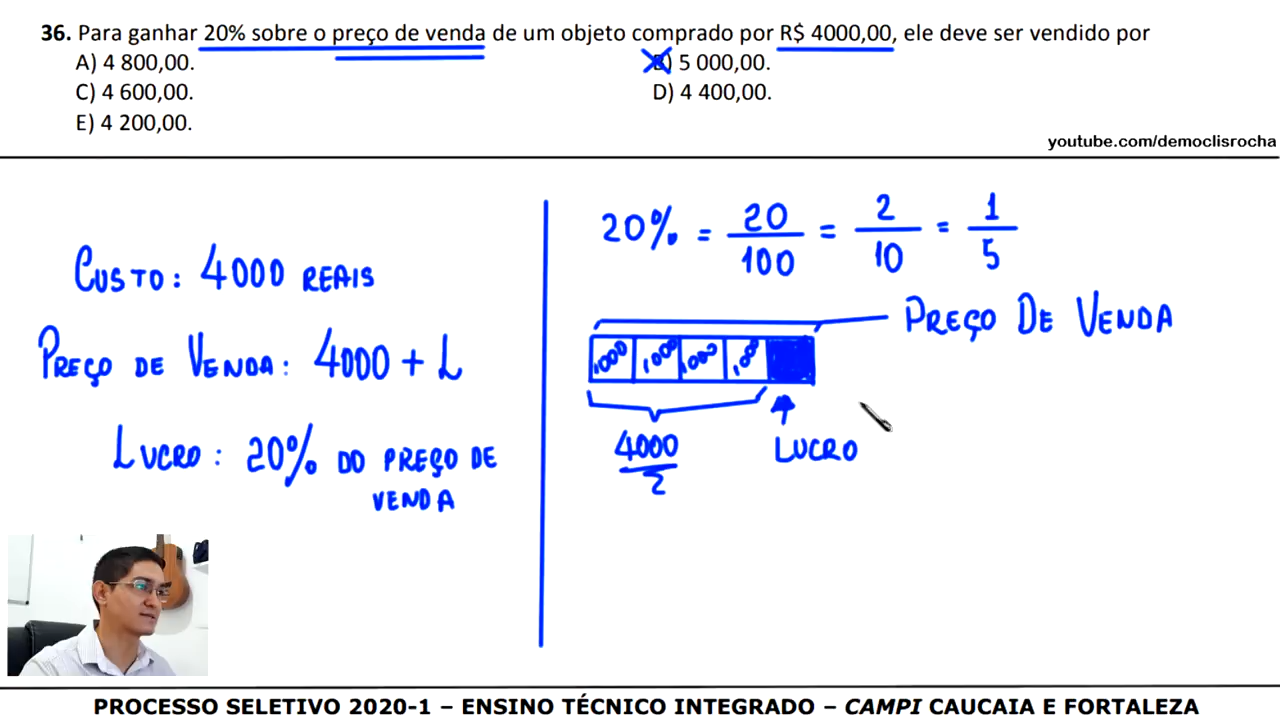 36. Para ganhar 20% sobre o preço de venda de um objeto comprado por R$ 4000,00, ele deve ser vendido por
A) 4 800,00.
B) 5 000,00.
C) 4 600,00.
D) 4 400,00.
E) 4 200,00.
youtube.com/democlisrocha
CUSTO: 4000 REAIS
PREÇO DE VENDA: 4000 + L
LUCRO: 20% DO PREÇO DE
VENDA
20% = 20/100 = 2/10 = 1/5
PREÇO DE VENDA
1000 1000 1000 1000
4000
LUCRO
PROCESSO SELETIVO 2020-1 – ENSINO TÉCNICO INTEGRADO – CAMPI CAUCAIA E FORTALEZA